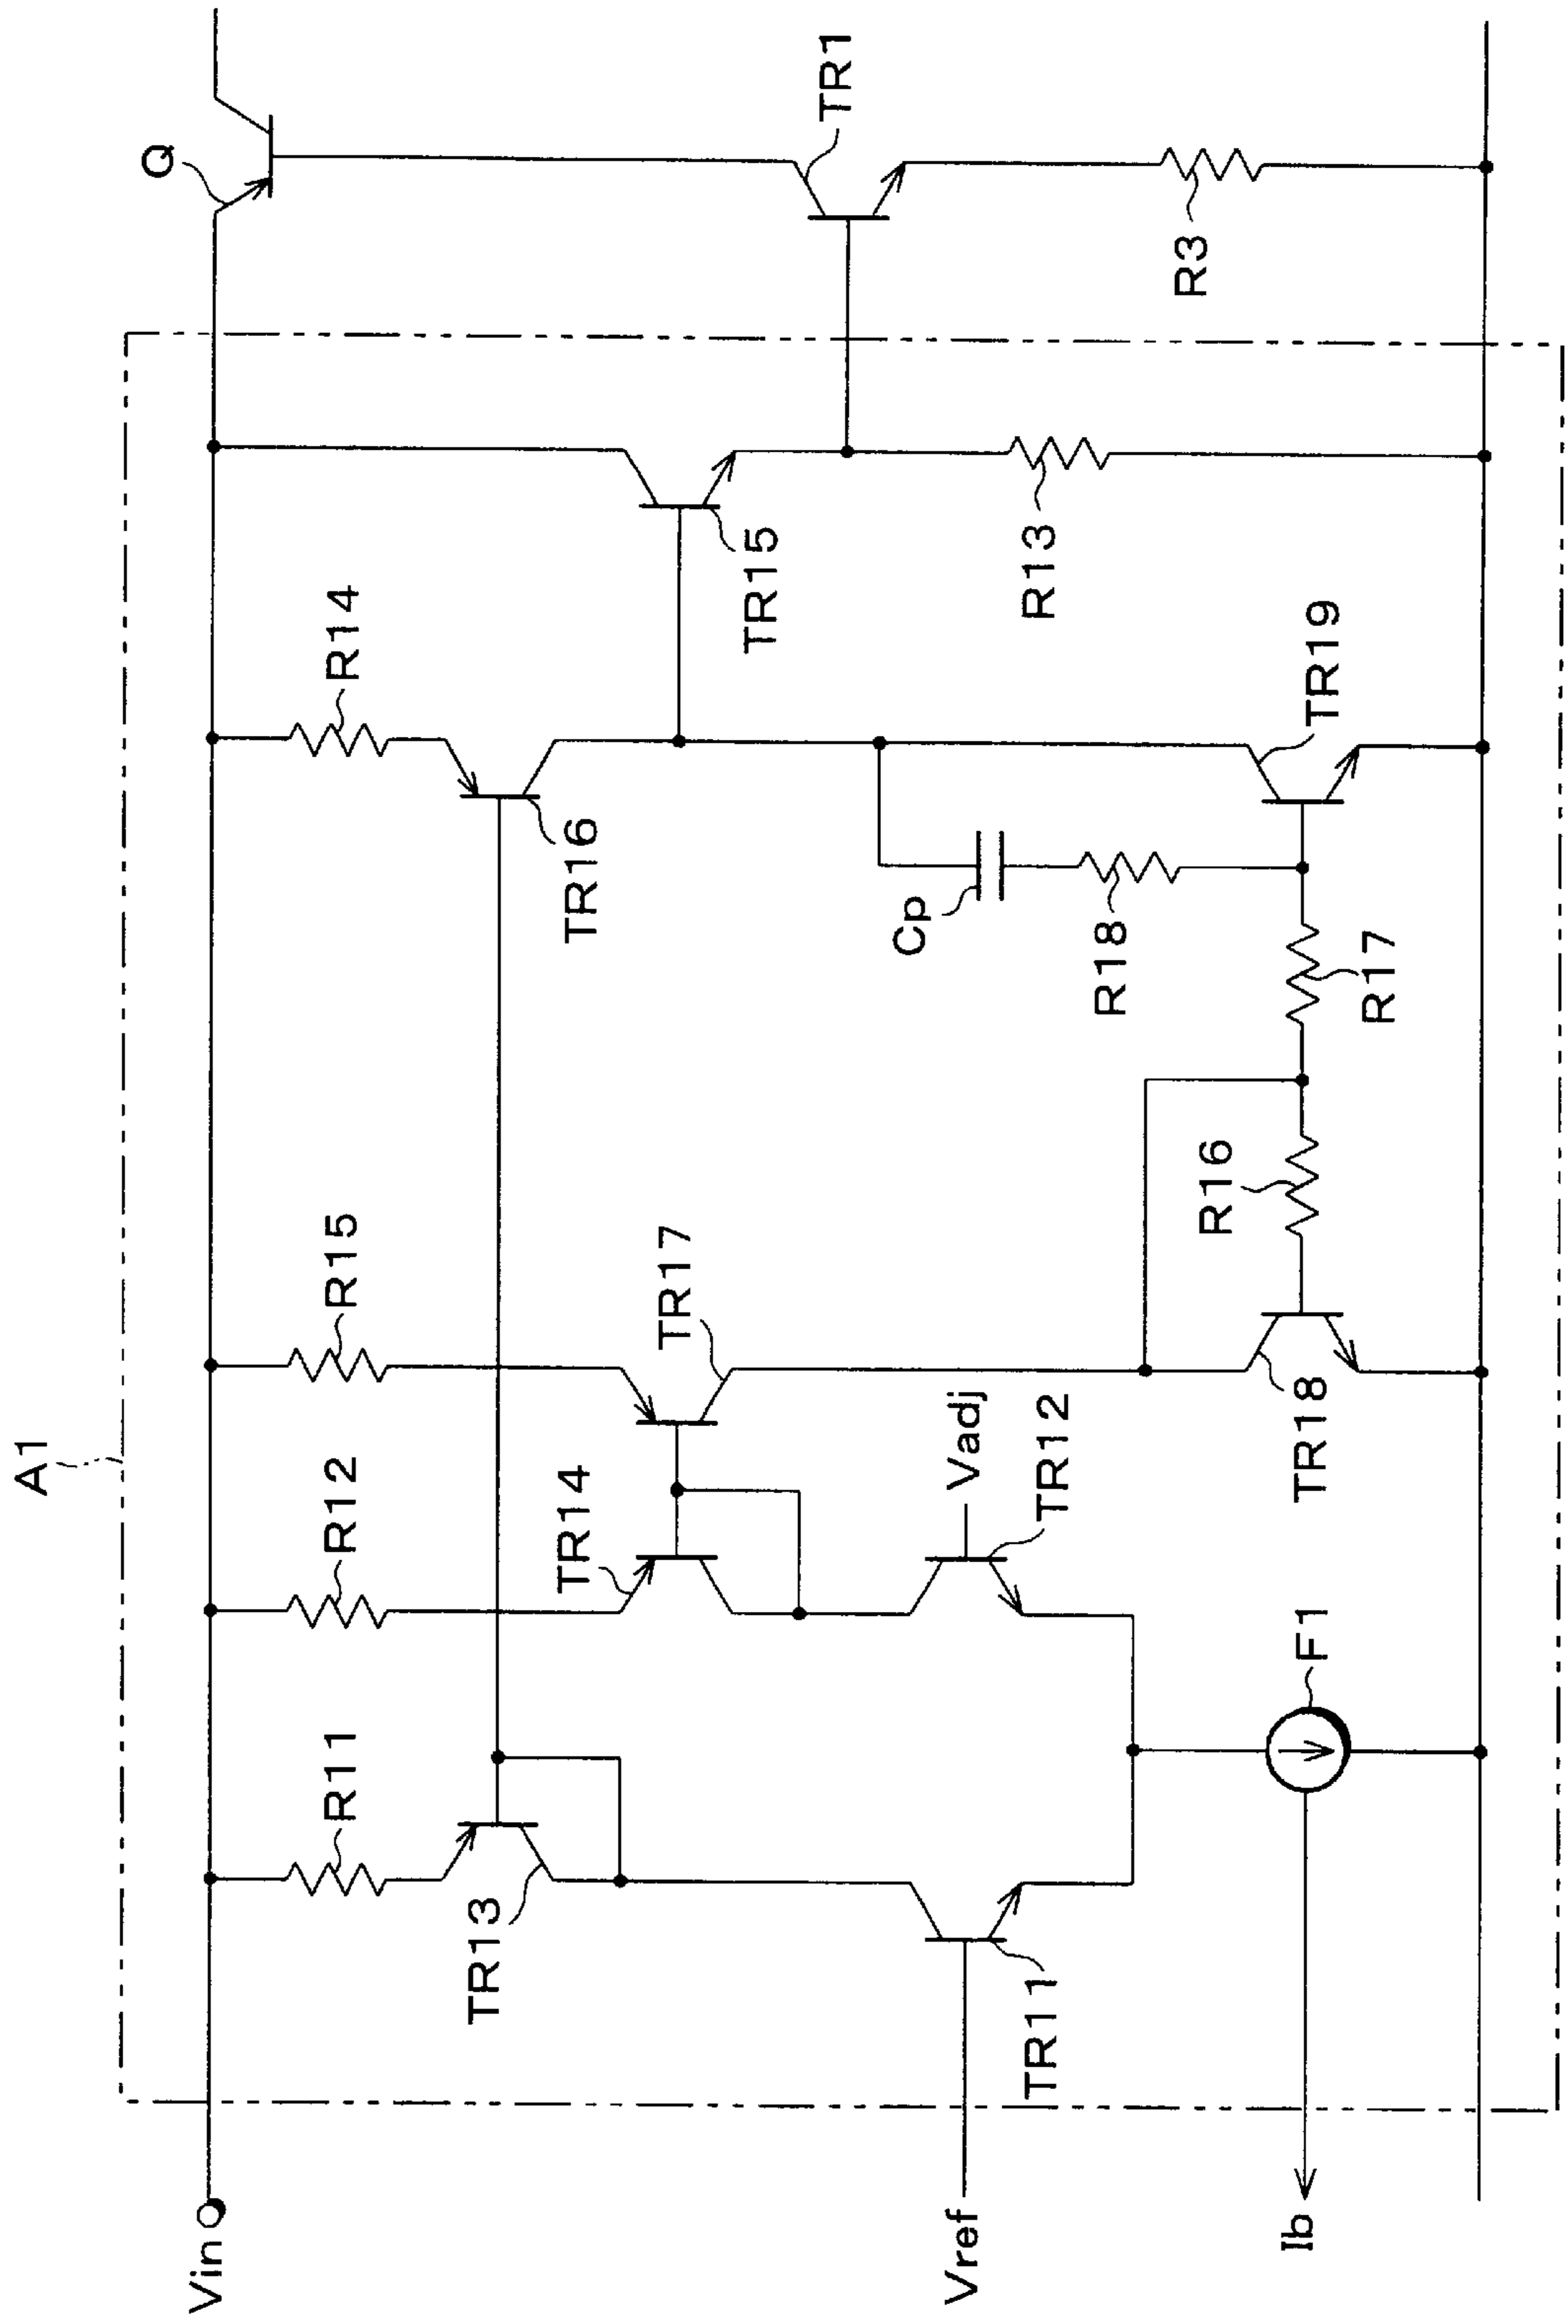 A1
Vin
R11
R12
R15
R14
Q
TR13
TR14
TR17
TR16
TR15
TR1
Vref
TR11
Vadj
TR12
Cp
R18
R13
R3
Ib
F1
TR18
R16
R17
TR19